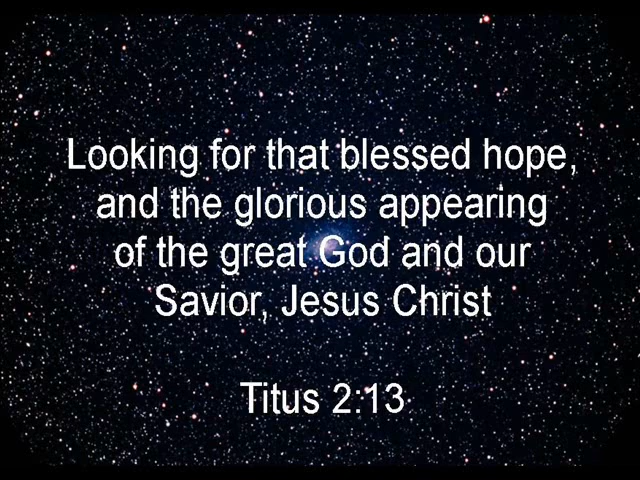 Looking for that blessed hope,
and the glorious appearing
of the great God and our
Savior, Jesus Christ
Titus 2:13